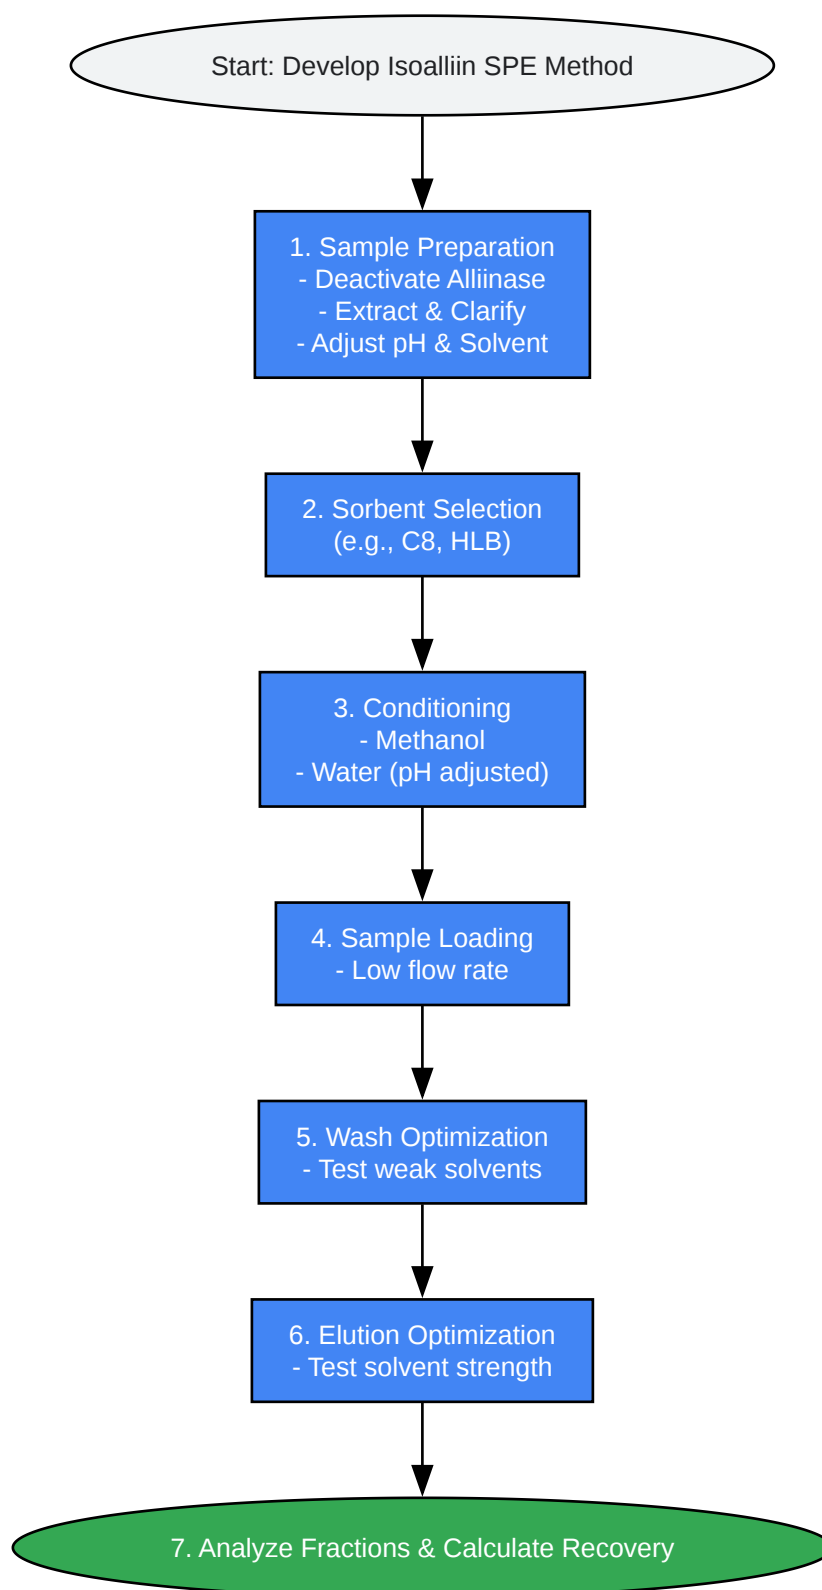 Start: Develop Isoalliin SPE Method
1. Sample Preparation
- Deactivate Alliinase
- Extract & Clarify
- Adjust pH & Solvent
2. Sorbent Selection
(e.g., C8, HLB)
3. Conditioning
- Methanol
- Water (pH adjusted)
4. Sample Loading
- Low flow rate
5. Wash Optimization
- Test weak solvents
6. Elution Optimization
- Test solvent strength
7. Analyze Fractions & Calculate Recovery